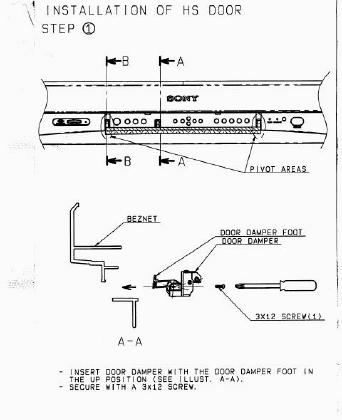 INSTALLATION OF HS DOOR
STEP ①
B A
SONY
B A
PIVOT AREAS
BEZNET
DOOR DAMPER FOOT
DOOR DAMPER
3X12 SCREW(1)
A-A
- INSERT DOOR DAMPER WITH THE DOOR DAMPER FOOT IN
THE UP POSITION (SEE ILLUST. A-A).
- SECURE WITH A 3x12 SCREW.